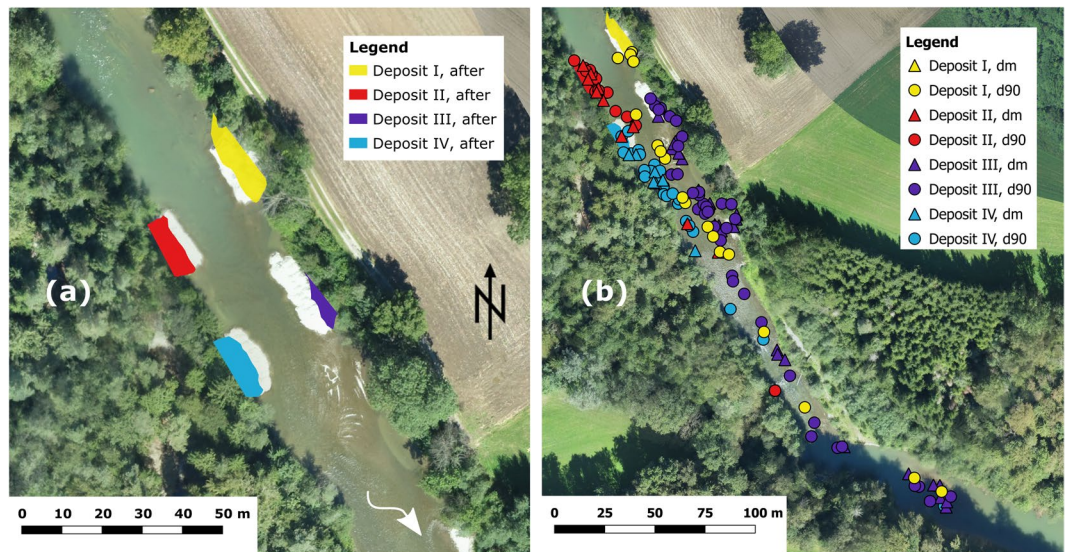 (a)
Legend
Deposit I, after
Deposit II, after
Deposit III, after
Deposit IV, after
N
0 10 20 30 40 50 m
(b)
Legend
Deposit I, dm
Deposit I, d90
Deposit II, dm
Deposit II, d90
Deposit III, dm
Deposit III, d90
Deposit IV, dm
Deposit IV, d90
0 25 50 75 100 m